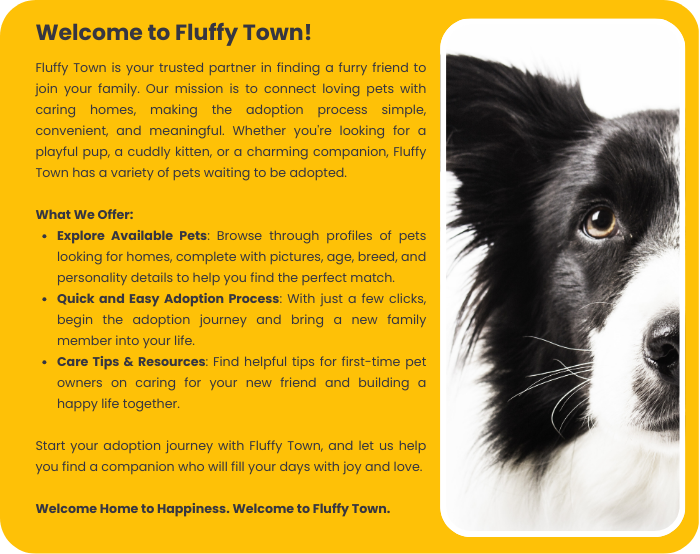 Welcome to Fluffy Town!
Fluffy Town is your trusted partner in finding a furry friend to
join your family. Our mission is to connect loving pets with
caring homes, making the adoption process simple,
convenient, and meaningful. Whether you're looking for a
playful pup, a cuddly kitten, or a charming companion, Fluffy
Town has a variety of pets waiting to be adopted.
What We Offer:
• Explore Available Pets: Browse through profiles of pets
looking for homes, complete with pictures, age, breed, and
personality details to help you find the perfect match.
• Quick and Easy Adoption Process: With just a few clicks,
begin the adoption journey and bring a new family
member into your life.
• Care Tips & Resources: Find helpful tips for first-time pet
owners on caring for your new friend and building a
happy life together.
Start your adoption journey with Fluffy Town, and let us help
you find a companion who will fill your days with joy and love.
Welcome Home to Happiness. Welcome to Fluffy Town.